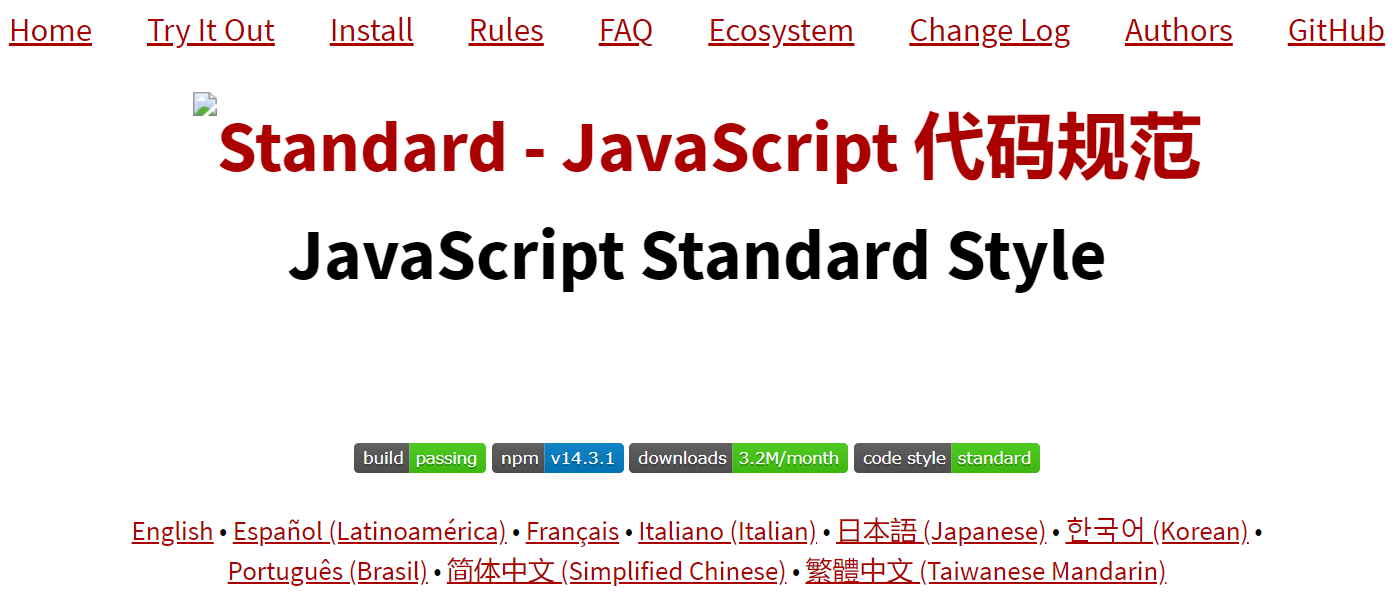 Home Try It Out Install Rules FAQ Ecosystem Change Log Authors GitHub
Standard - JavaScript 代码规范
JavaScript Standard Style
build passing npm v14.3.1 downloads 3.2M/month code style standard
English • Español (Latinoamérica) • Français • Italiano (Italian) • 日本語 (Japanese) • 한국어 (Korean) •
Português (Brasil) • 简体中文 (Simplified Chinese) • 繁體中文 (Taiwanese Mandarin)